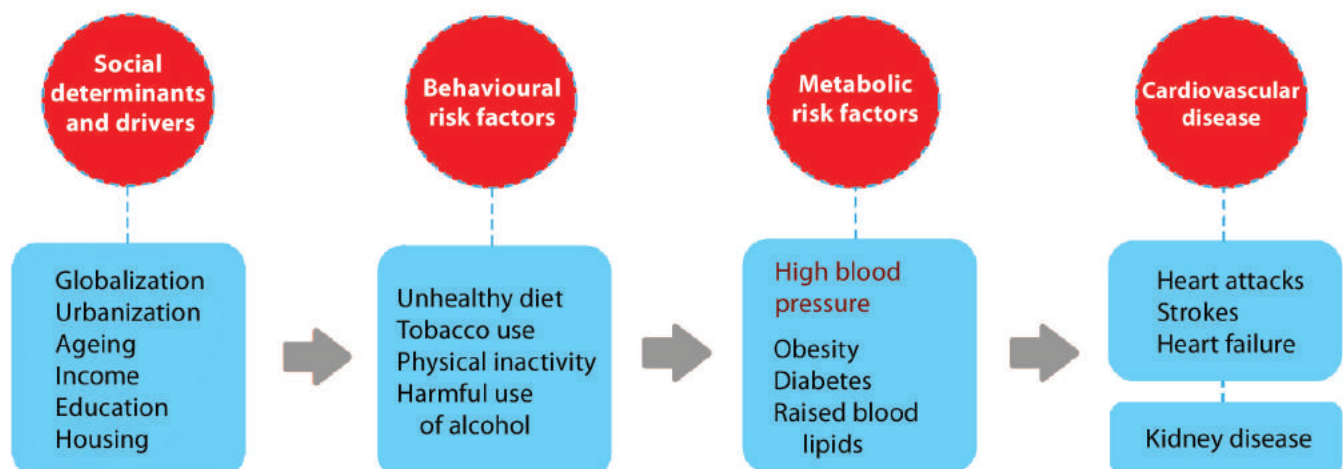 Social
determinants
and drivers
Globalization
Urbanization
Ageing
Income
Education
Housing
Behavioural
risk factors
Unhealthy diet
Tobacco use
Physical inactivity
Harmful use
of alcohol
Metabolic
risk factors
High blood
pressure
Obesity
Diabetes
Raised blood
lipids
Cardiovascular
disease
Heart attacks
Strokes
Heart failure
Kidney disease